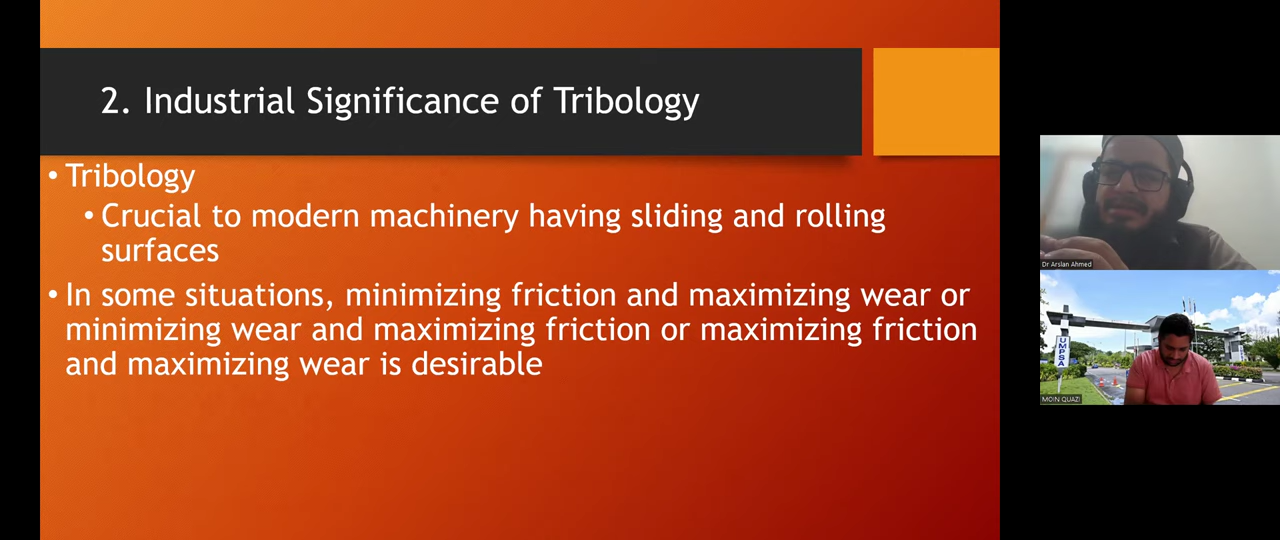 2. Industrial Significance of Tribology
• Tribology
• Crucial to modern machinery having sliding and rolling
surfaces
• In some situations, minimizing friction and maximizing wear or
minimizing wear and maximizing friction or maximizing friction
and maximizing wear is desirable
Dr Arslan Ahmed
UMPSA
MOIN QUAZI